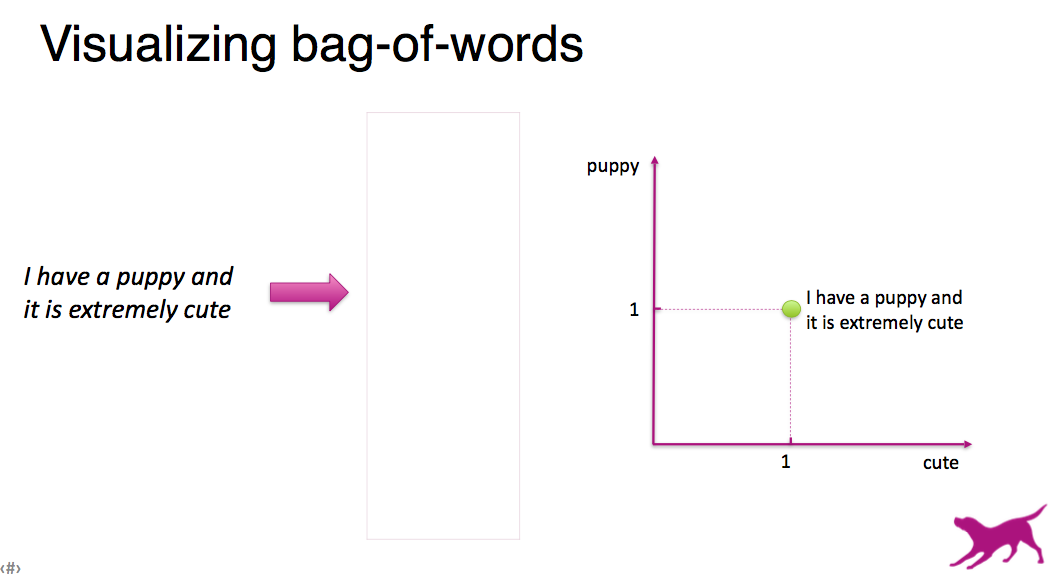 Visualizing bag-of-words
I have a puppy and
it is extremely cute
puppy
1
I have a puppy and
it is extremely cute
1
cute
‹#›